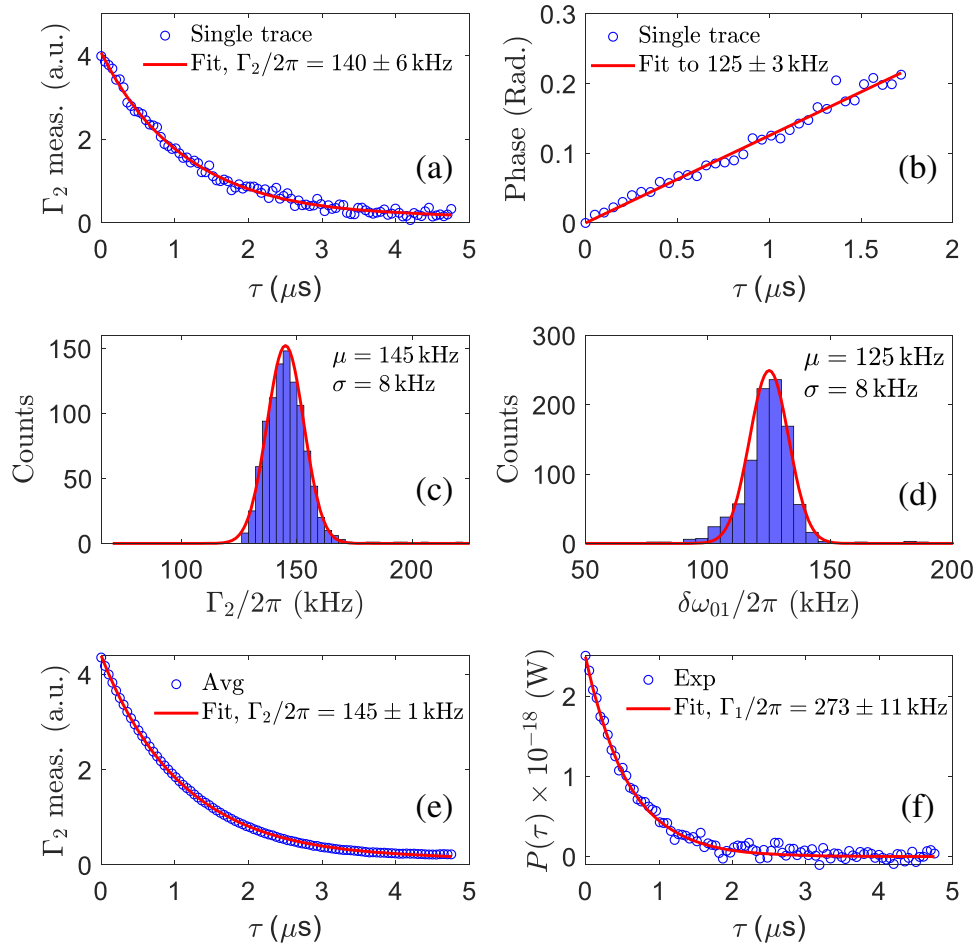 Γ₂ meas. (a.u.)
4
2
0
0 1 2 3 4 5
τ (μs)
Single trace
Fit, Γ₂/2π = 140 ± 6 kHz
(a)
Phase (Rad.)
0.3
0.2
0.1
0
0 0.5 1 1.5 2
τ (μs)
Single trace
Fit to 125 ± 3 kHz
(b)
Counts
150
100
50
0
100 150 200
Γ₂/2π (kHz)
μ = 145 kHz
σ = 8 kHz
(c)
Counts
300
200
100
0
50 100 150 200
δω₀₁/2π (kHz)
μ = 125 kHz
σ = 8 kHz
(d)
Γ₂ meas. (a.u.)
4
2
0
0 1 2 3 4 5
τ (μs)
Avg
Fit, Γ₂/2π = 145 ± 1 kHz
(e)
P(τ) × 10⁻¹⁸ (W)
2
1
0
0 1 2 3 4 5
τ (μs)
Exp
Fit, Γ₁/2π = 273 ± 11 kHz
(f)